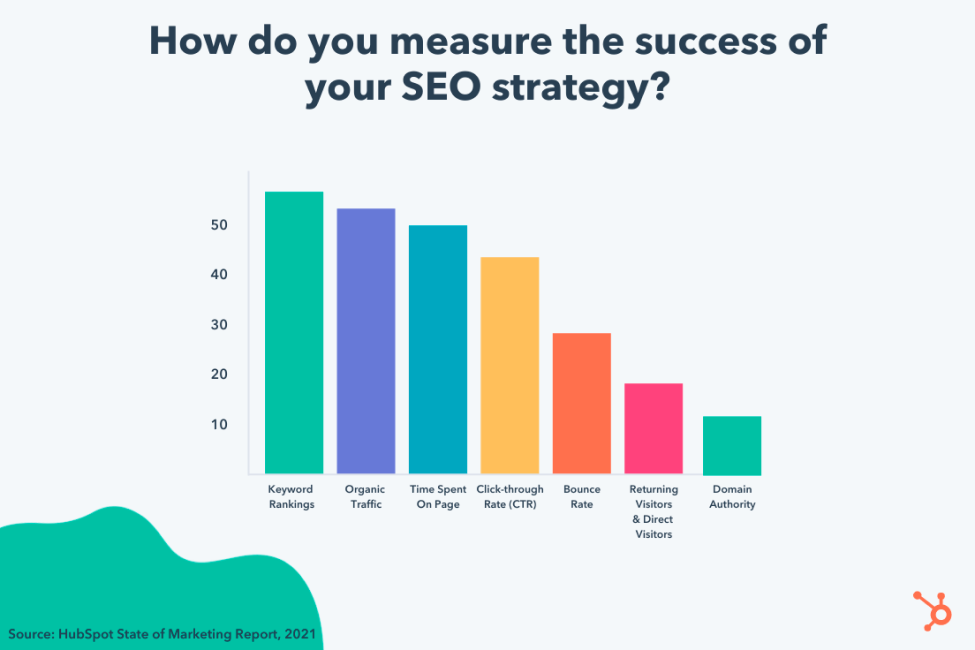 How do you measure the success of
your SEO strategy?
50
40
30
20
10
Keyword
Rankings
Organic
Traffic
Time Spent
On Page
Click-through
Rate (CTR)
Bounce
Rate
Returning
Visitors
& Direct
Visitors
Domain
Authority
Source: HubSpot State of Marketing Report, 2021